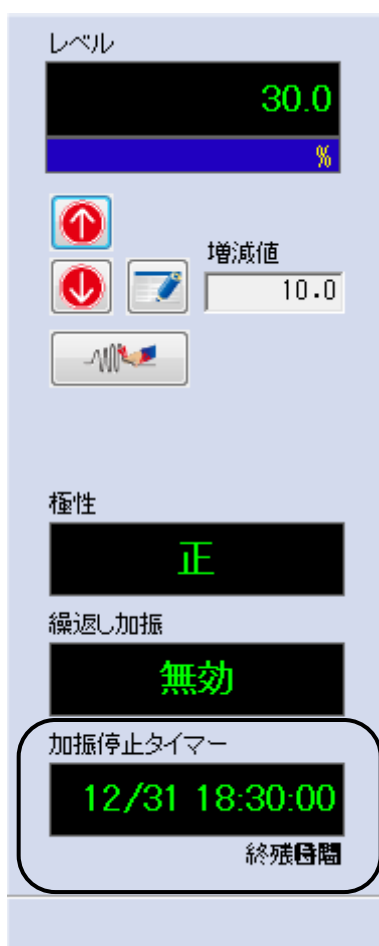 レベル
30.0
%
増減値
10.0
極性
正
繰返し加振
無効
加振停止タイマー
12/31 18:30:00